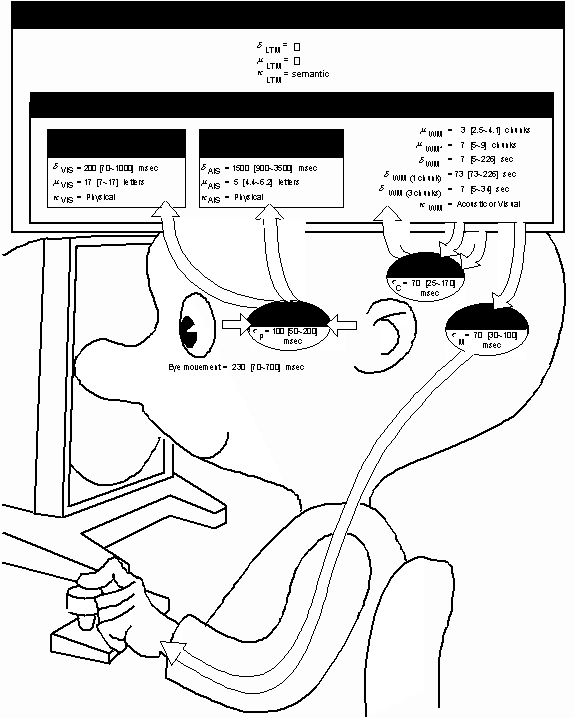 δ LTM = □
μ LTM = □
κ LTM = semantic
δ VIS = 200 [70~1000] msec
μ VIS = 17 [7~17] letters
κ VIS = Physical
δ AIS = 1500 [900~3500] msec
μ AIS = 5 [4.4~6.2] letters
κ AIS = Physical
μ WM = 3 [2.5~4.1] chunks
μ WM* = 7 [5~9] chunks
δ WM = 7 [5~226] sec
δ WM (1 chunk) = 73 [73~226] sec
δ WM (3 chunks) = 7 [5~34] sec
κ WM = Acoustic or Visual
τ C = 70 [25~170]
msec
τ P = 100 [50~200]
msec
τ M = 70 [30~100]
msec
Eye movement = 230 [70~700] msec